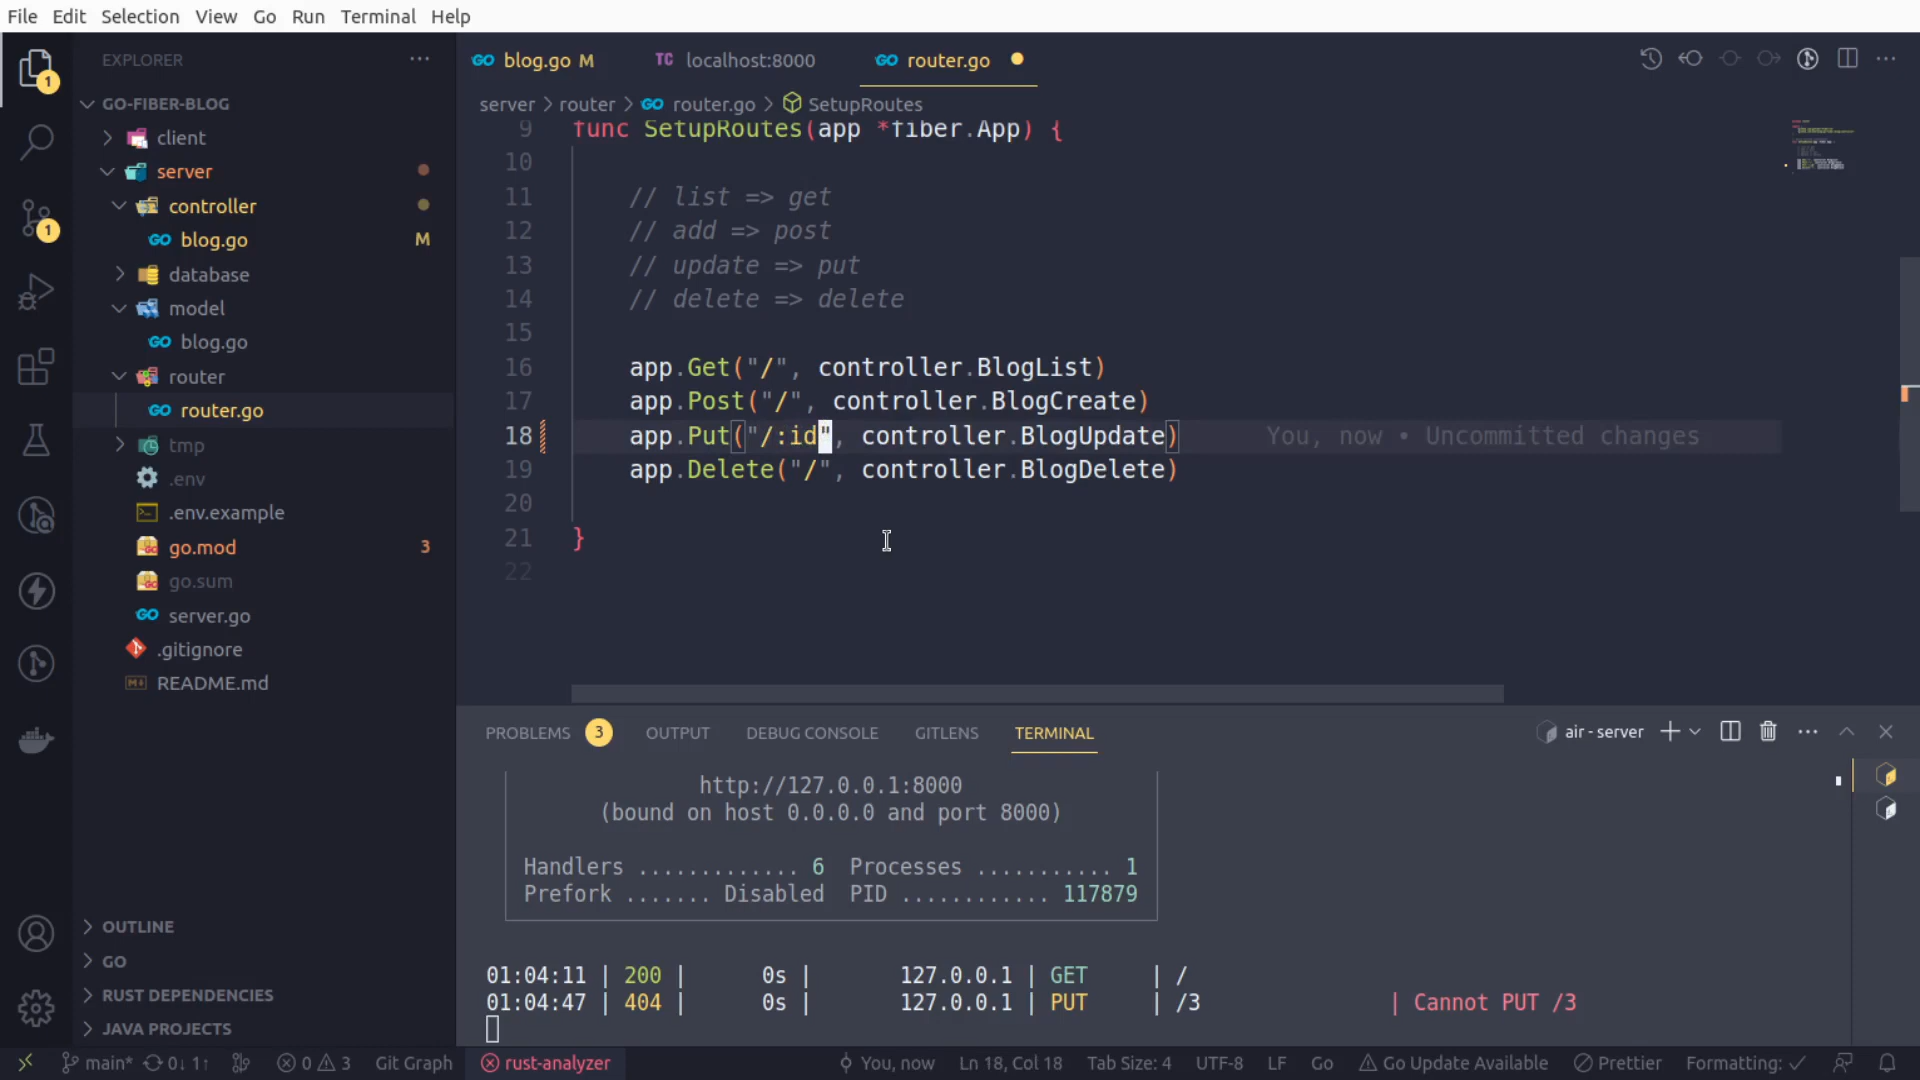 File Edit Selection View Go Run Terminal Help
EXPLORER
GO-FIBER-BLOG
client
server
controller
blog.go M
database
model
blog.go
router
router.go
tmp
.env
.env.example
go.mod 3
go.sum
server.go
.gitignore
README.md
OUTLINE
GO
RUST DEPENDENCIES
JAVA PROJECTS
1
1
blog.go M TC localhost:8000 router.go
server > router > router.go > SetupRoutes
9 func SetupRoutes(app *fiber.App) {
10
11 // list => get
12 // add => post
13 // update => put
14 // delete => delete
15
16 app.Get("/", controller.BlogList)
17 app.Post("/", controller.BlogCreate)
18 app.Put("/:id", controller.BlogUpdate) You, now • Uncommitted changes
19 app.Delete("/", controller.BlogDelete)
20
21 }
22
PROBLEMS 3 OUTPUT DEBUG CONSOLE GITLENS TERMINAL air - server
http://127.0.0.1:8000
(bound on host 0.0.0.0 and port 8000)
Handlers ............. 6 Processes ........... 1
Prefork ....... Disabled PID ............ 117879
01:04:11 | 200 | 0s | 127.0.0.1 | GET | /
01:04:47 | 404 | 0s | 127.0.0.1 | PUT | /3 | Cannot PUT /3
main* 0↓ 1↑ 0 3 Git Graph rust-analyzer You, now Ln 18, Col 18 Tab Size: 4 UTF-8 LF Go Go Update Available Prettier Formatting: ✓